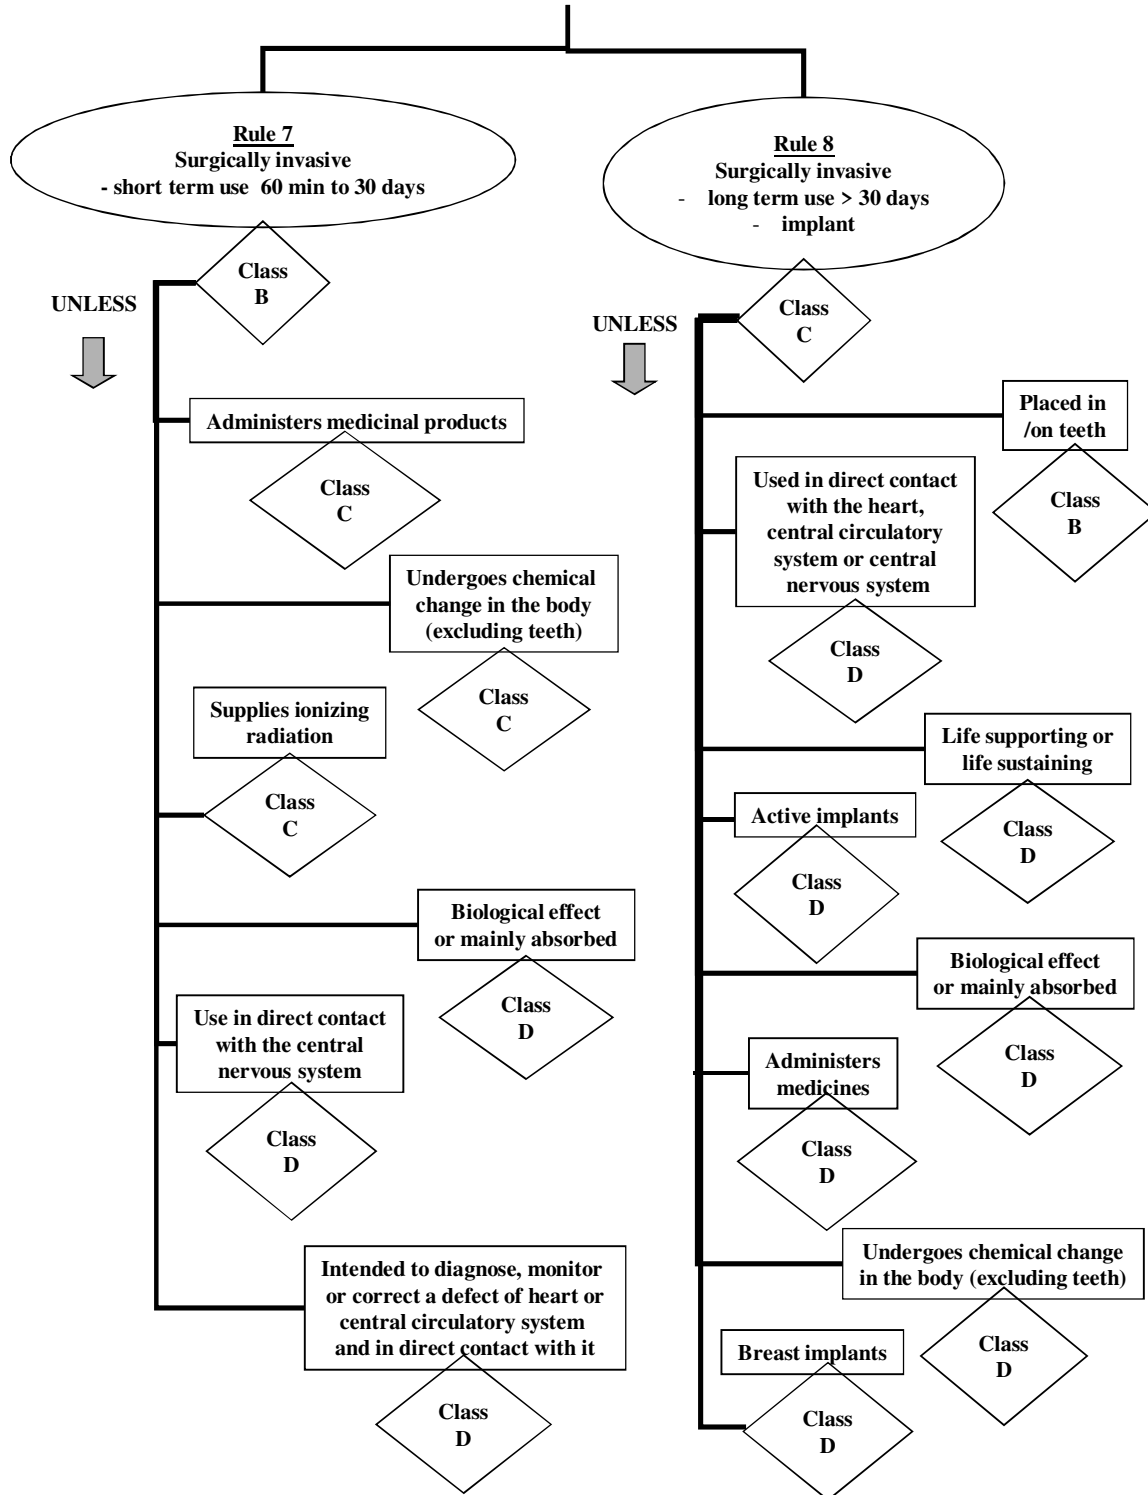 Rule 7
Surgically invasive
- short term use 60 min to 30 days
Class
B
UNLESS
Administers medicinal products
Class
C
Undergoes chemical
change in the body
(excluding teeth)
Class
C
Supplies ionizing
radiation
Class
C
Biological effect
or mainly absorbed
Class
D
Use in direct contact
with the central
nervous system
Class
D
Intended to diagnose, monitor
or correct a defect of heart or
central circulatory system
and in direct contact with it
Class
D
Rule 8
Surgically invasive
- long term use > 30 days
- implant
Class
C
UNLESS
Placed in
/on teeth
Class
B
Used in direct contact
with the heart,
central circulatory
system or central
nervous system
Class
D
Life supporting or
life sustaining
Class
D
Active implants
Class
D
Biological effect
or mainly absorbed
Class
D
Administers
medicines
Class
D
Undergoes chemical change
in the body (excluding teeth)
Class
D
Breast implants
Class
D